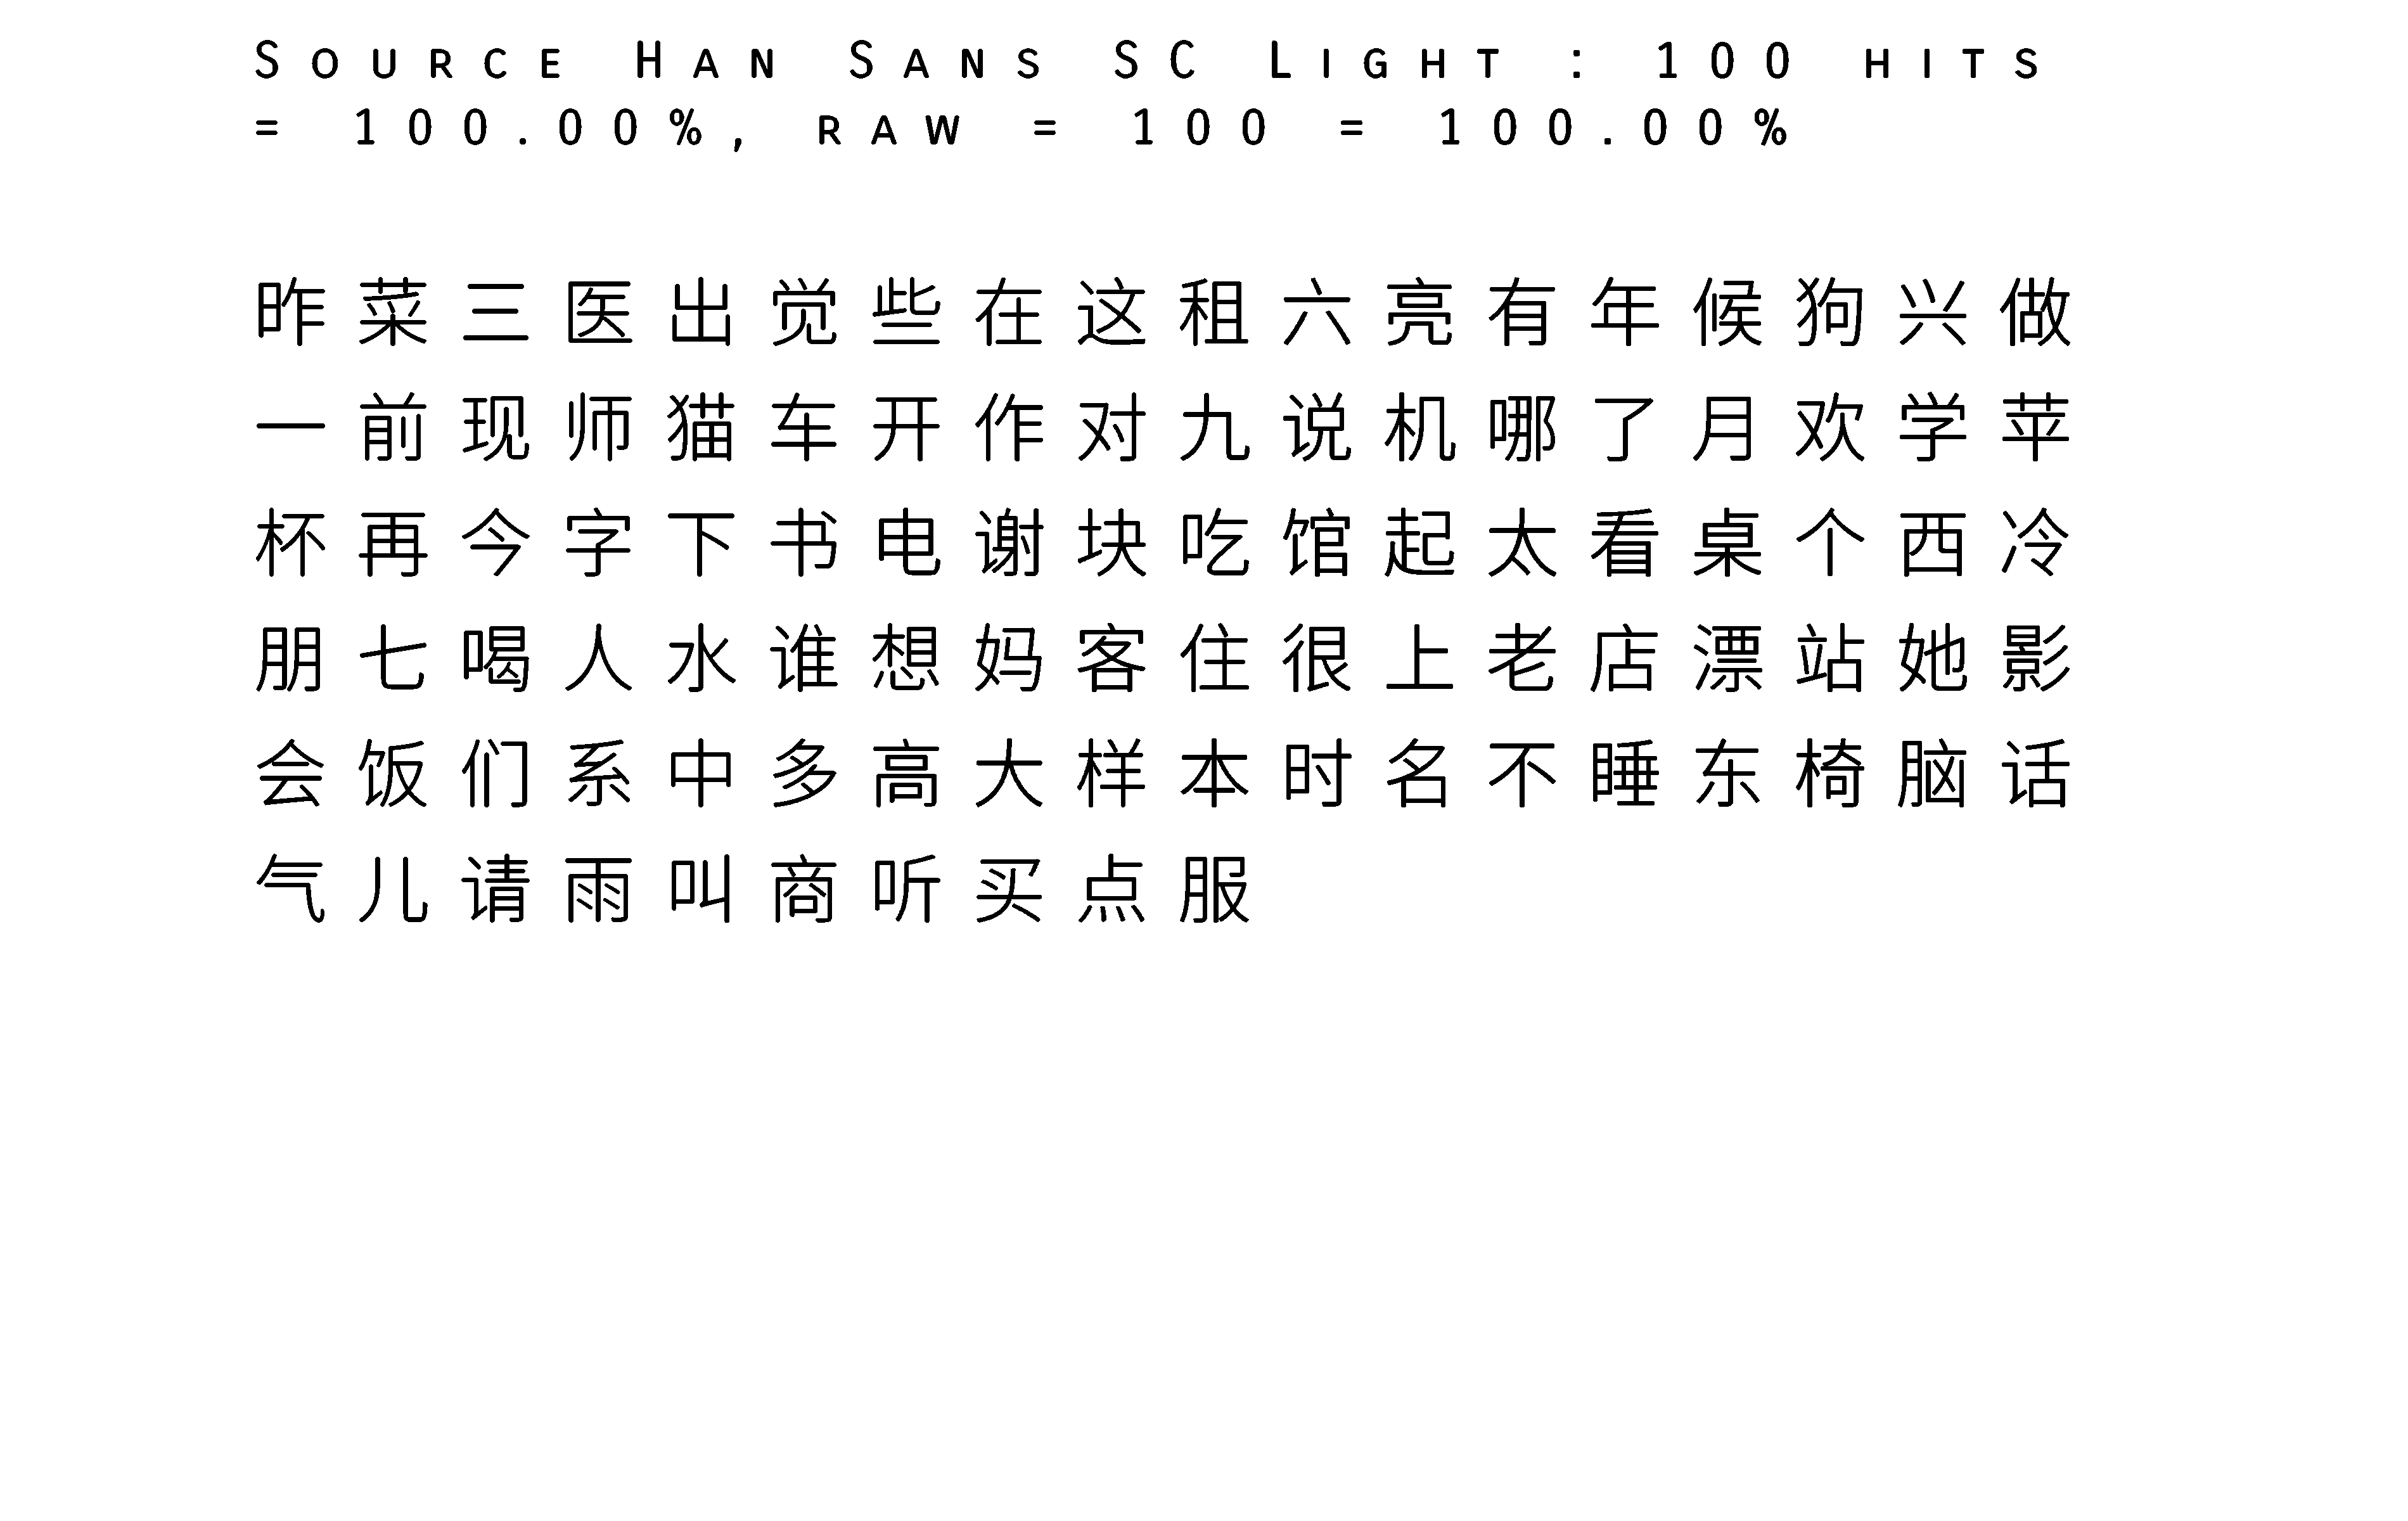 Source Han Sans SC Light : 100 hits
= 100.00%, raw = 100 = 100.00%
昨菜三医出觉些在这租六亮有年候狗兴做
一前现师猫车开作对九说机哪了月欢学苹
杯再今字下书电谢块吃馆起太看桌个西冷
朋七喝人水谁想妈客住很上老店漂站她影
会饭们系中多高大样本时名不睡东椅脑话
气儿请雨叫商听买点服